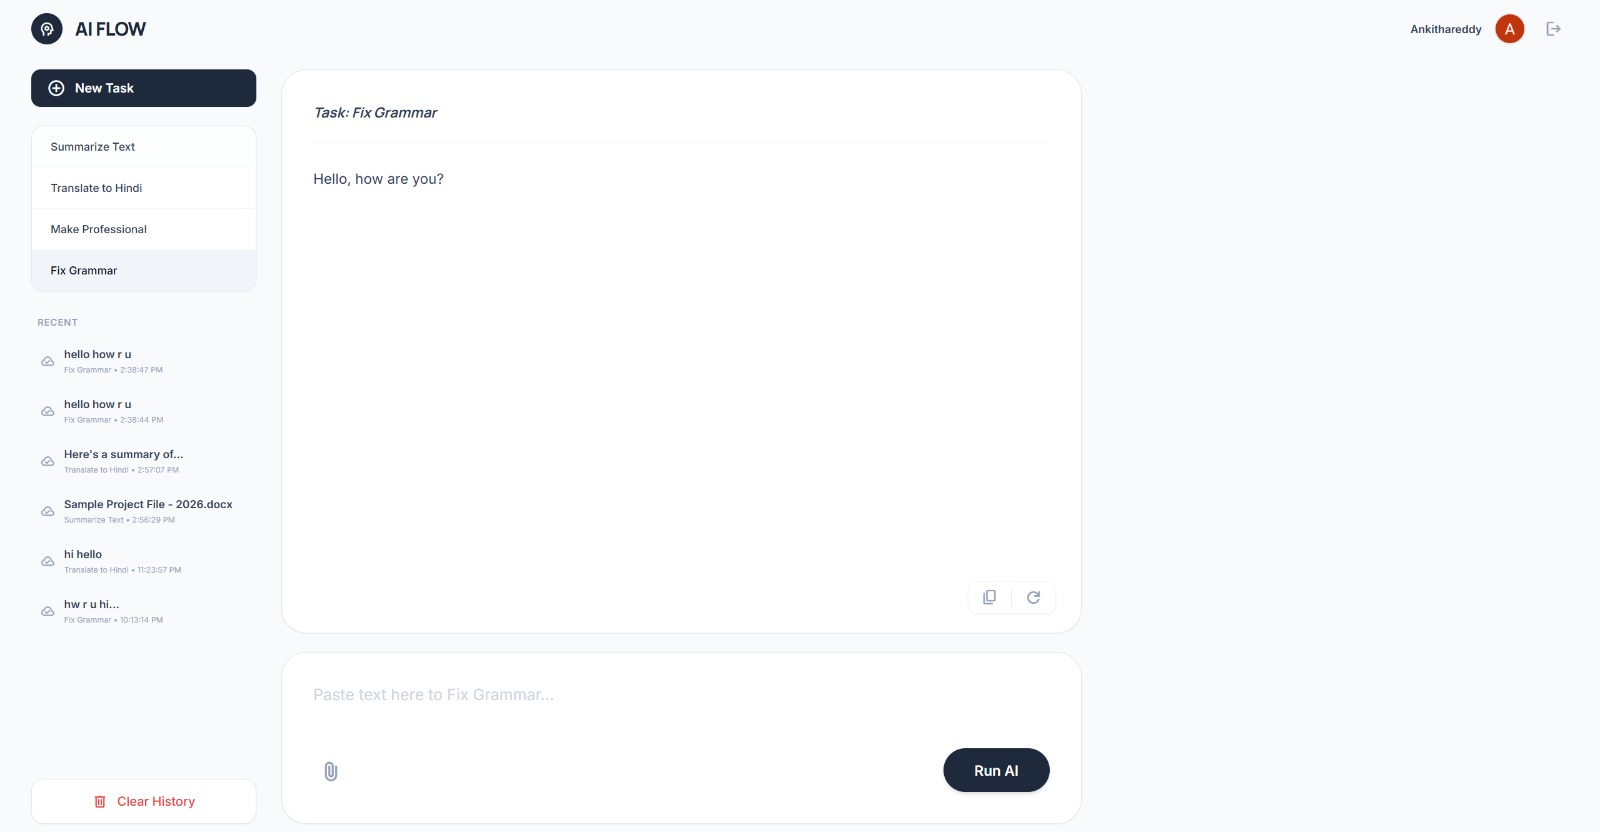 AI FLOW
Ankithareddy
A
New Task
Summarize Text
Translate to Hindi
Make Professional
Fix Grammar
RECENT
hello how r u
Fix Grammar • 2:38:47 PM
hello how r u
Fix Grammar • 2:38:44 PM
Here's a summary of...
Translate to Hindi • 2:57:07 PM
Sample Project File - 2026.docx
Summarize Text • 2:56:29 PM
hi hello
Translate to Hindi • 11:23:57 PM
hw r u hi...
Fix Grammar • 10:13:14 PM
Clear History
Task: Fix Grammar
Hello, how are you?
Paste text here to Fix Grammar...
Run AI